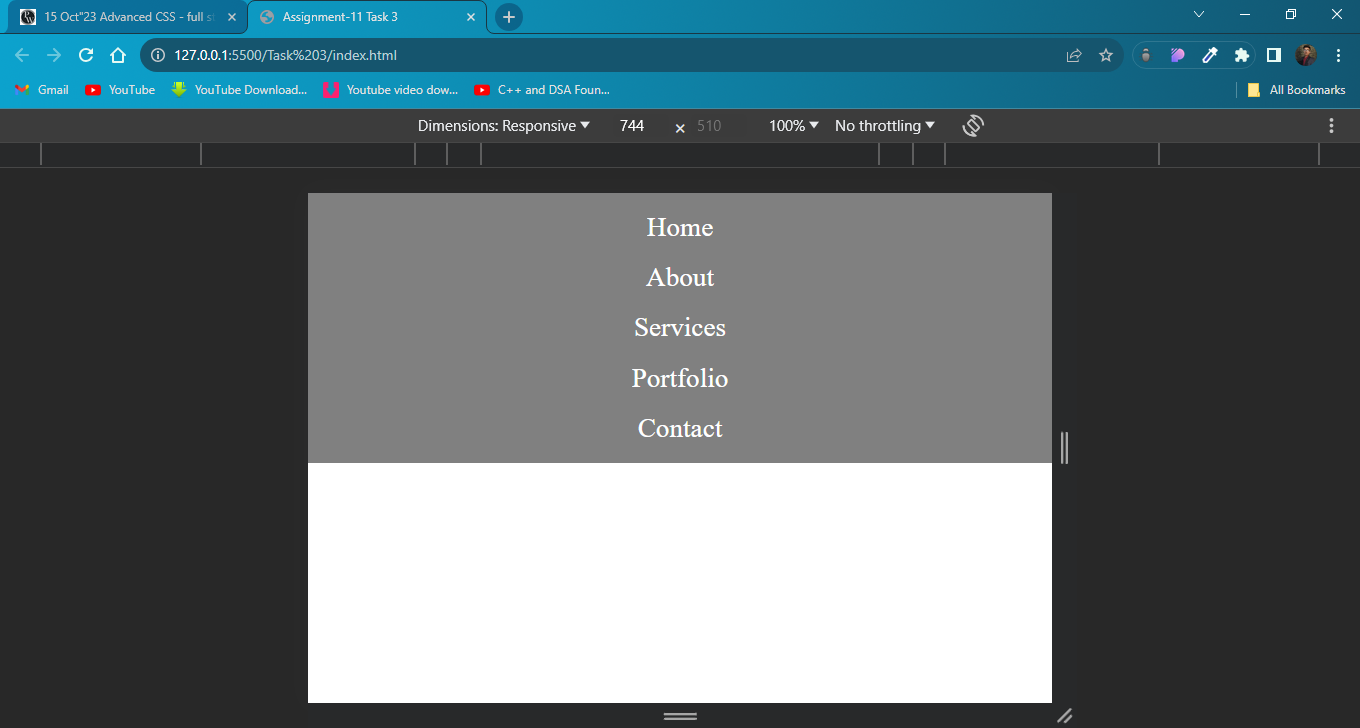 15 Oct"23 Advanced CSS - full st
Assignment-11 Task 3
127.0.0.1:5500/Task%203/index.html
Gmail
YouTube
YouTube Download...
Youtube video dow...
C++ and DSA Foun...
All Bookmarks
Dimensions: Responsive
744
×
510
100%
No throttling
Home
About
Services
Portfolio
Contact